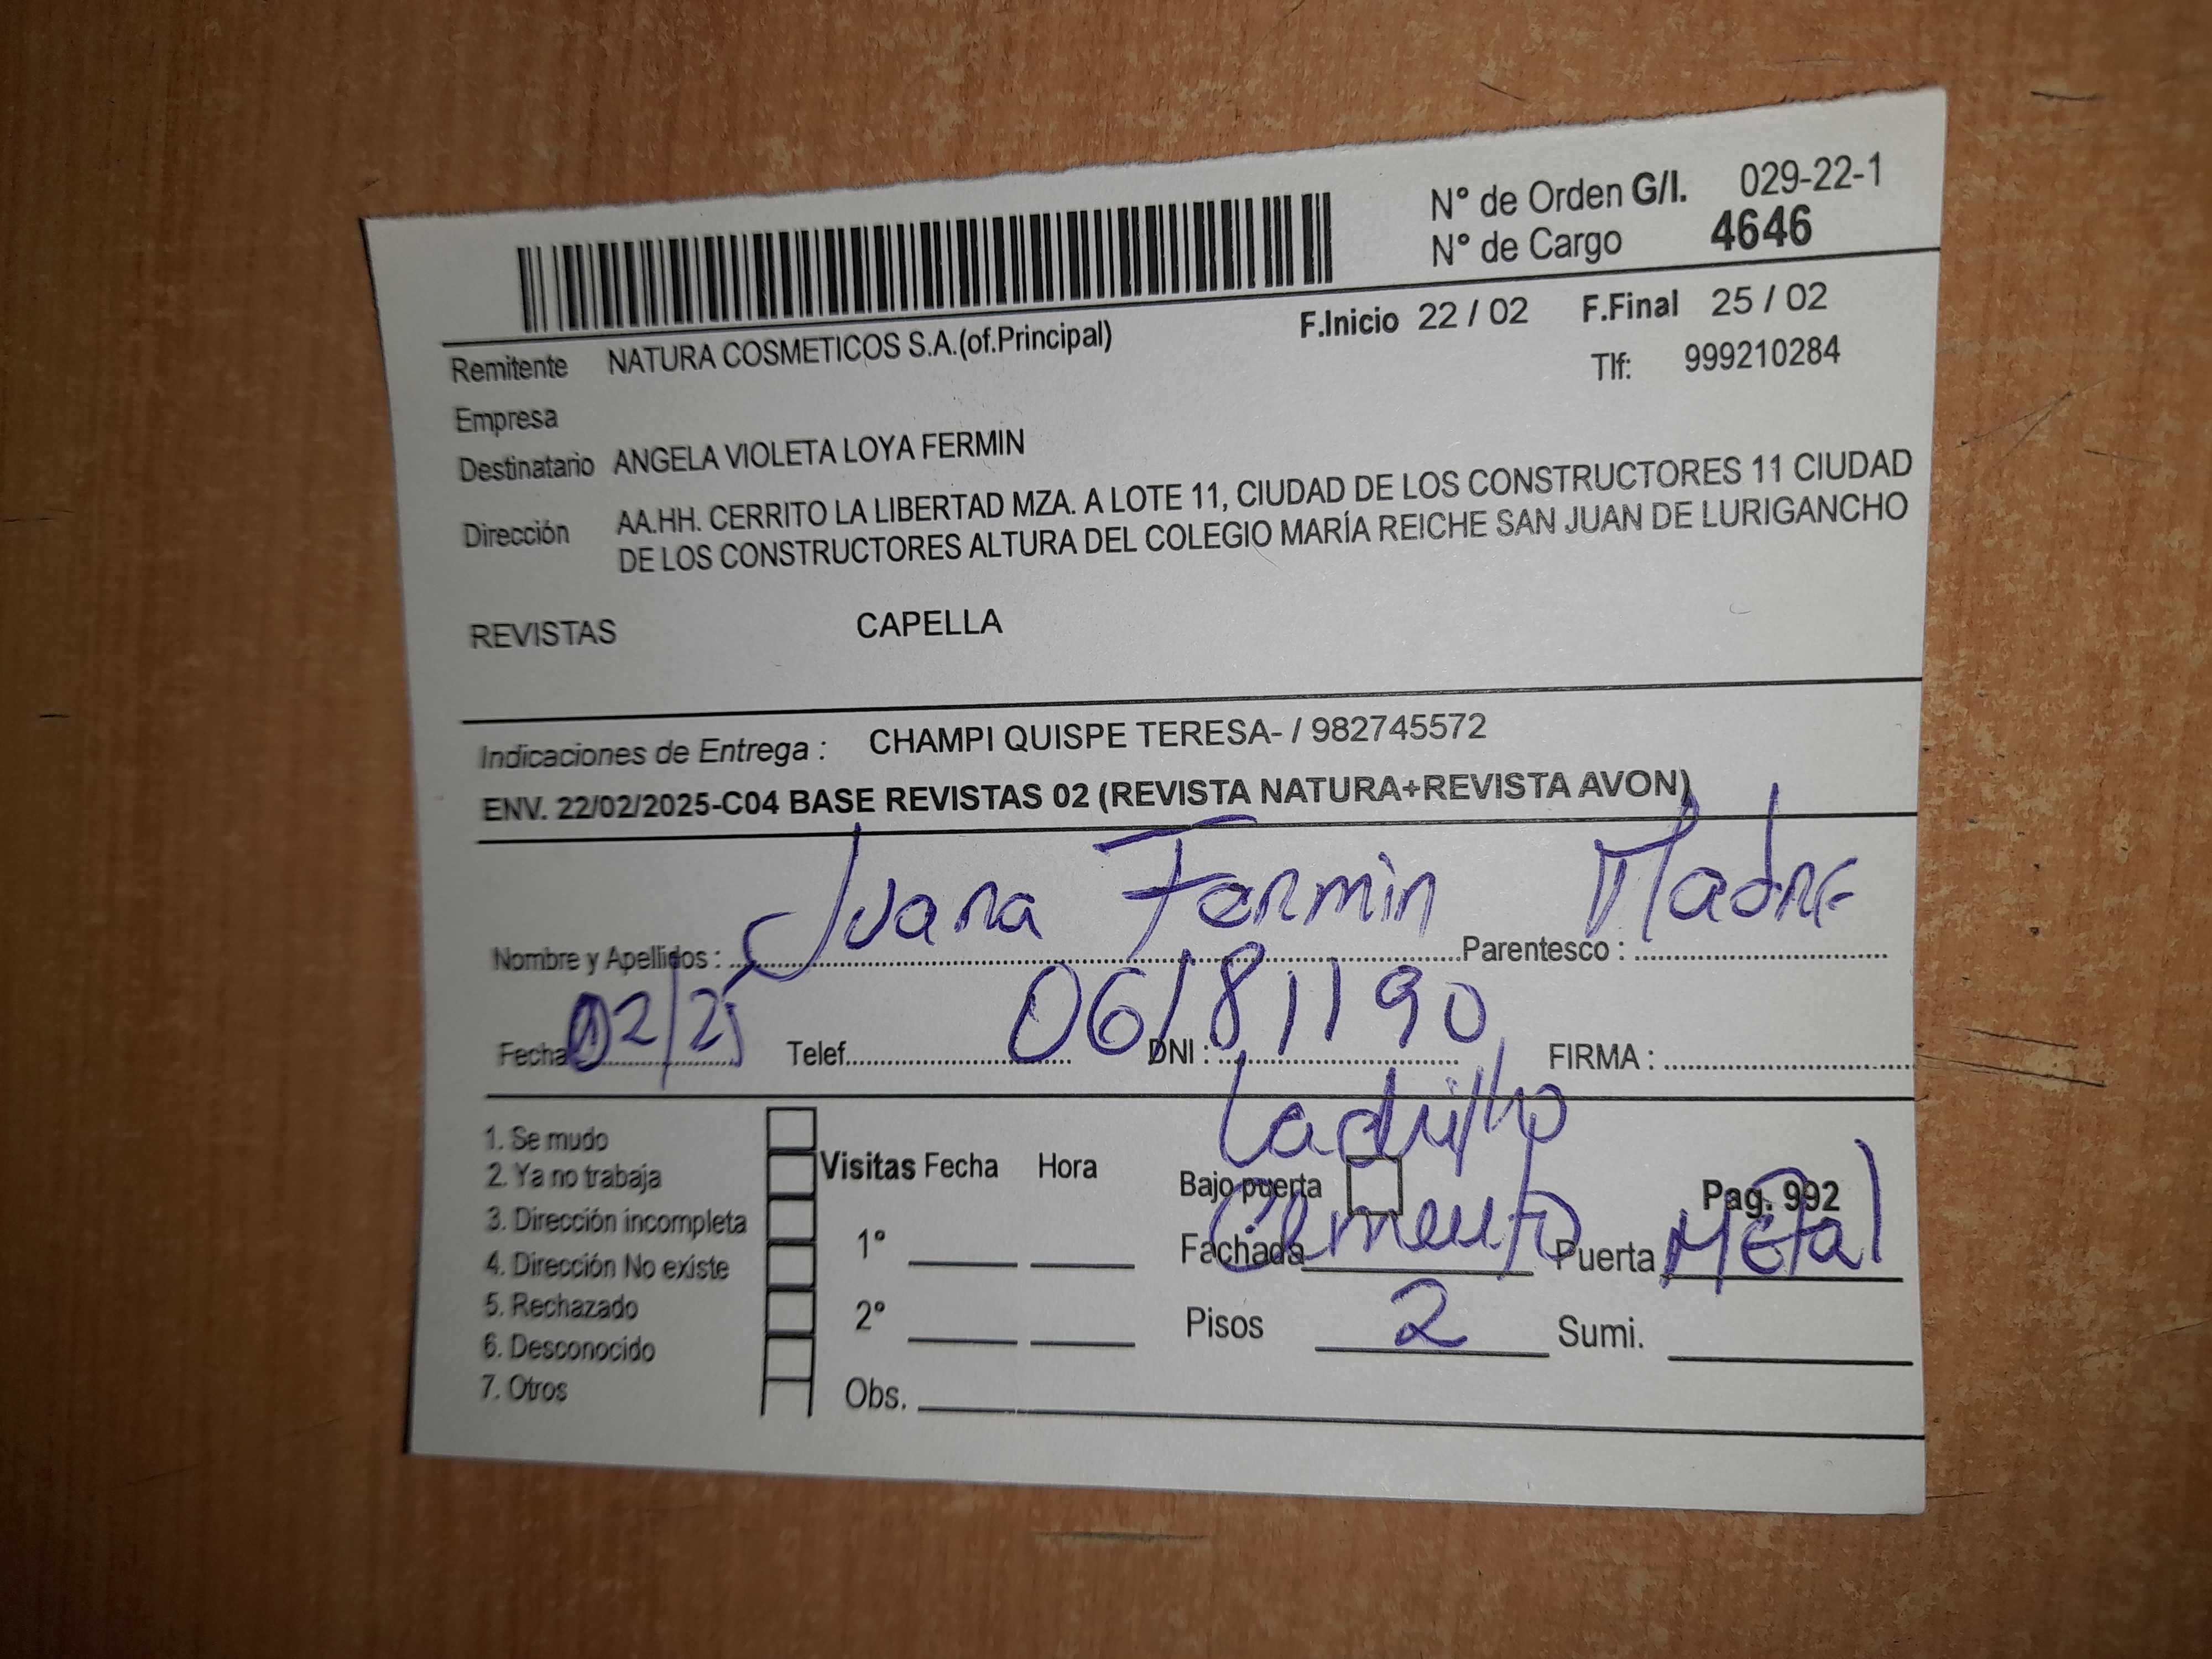 N° de Orden G/I. 029-22-1
N° de Cargo 4646
F.Inicio 22 / 02 F.Final 25 / 02
Remitente NATURA COSMETICOS S.A.(of.Principal)
Tlf: 999210284
Empresa
Destinatario ANGELA VIOLETA LOYA FERMIN
Dirección AA.HH. CERRITO LA LIBERTAD MZA. A LOTE 11, CIUDAD DE LOS CONSTRUCTORES 11 CIUDAD
DE LOS CONSTRUCTORES ALTURA DEL COLEGIO MARÍA REICHE SAN JUAN DE LURIGANCHO
REVISTAS CAPELLA
Indicaciones de Entrega : CHAMPI QUISPE TERESA- / 982745572
ENV. 22/02/2025-C04 BASE REVISTAS 02 (REVISTA NATURA+REVISTA AVON)
Nombre y Apellidos : Juana Fermin Parentesco : Madre
Fecha 02/25 Telef. DNI : 06181190 FIRMA :
1. Se mudo
2. Ya no trabaja
3. Dirección incompleta
4. Dirección No existe
5. Rechazado
6. Desconocido
7. Otros
Visitas Fecha Hora
1°
2°
Obs.
Ladrillo
Bajo puerta Pag. 992
Fachada Cemento Puerta Metal
Pisos 2 Sumi.